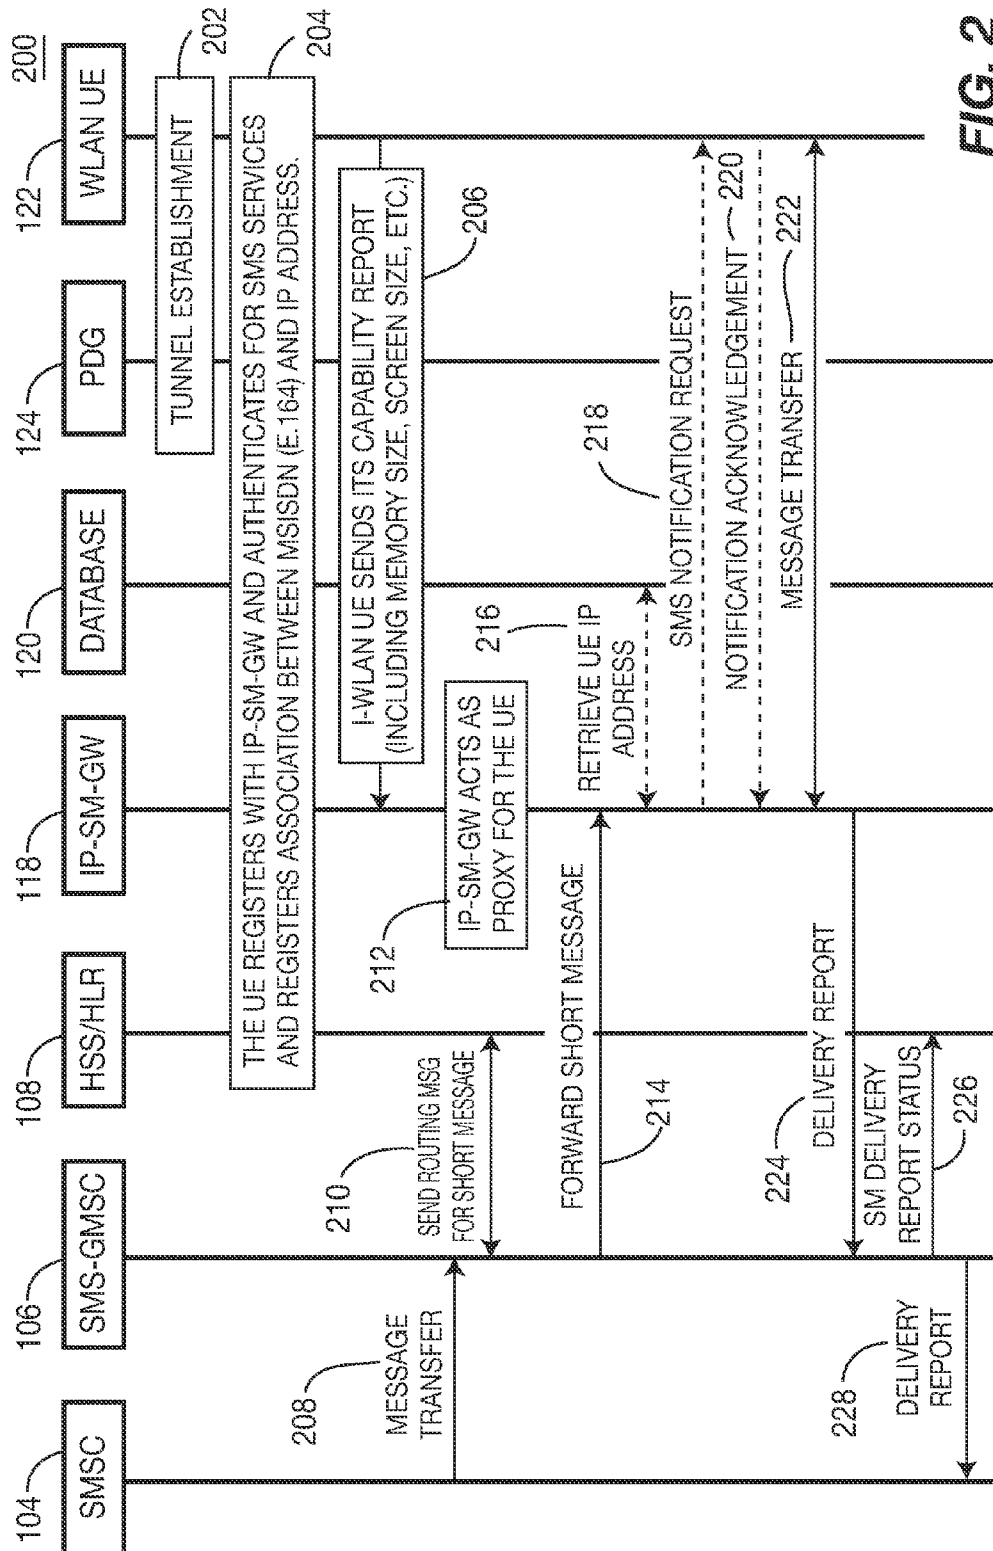 200
104
106
108
118
120
124
122
SMSC
SMS-GMSC
HSS/HLR
IP-SM-GW
DATABASE
PDG
WLAN UE
TUNNEL ESTABLISHMENT
202
THE UE REGISTERS WITH IP-SM-GW AND AUTHENTICATES FOR SMS SERVICES
AND REGISTERS ASSOCIATION BETWEEN MSISDN (E.164) AND IP ADDRESS.
204
I-WLAN UE SENDS ITS CAPABILITY REPORT
(INCLUDING MEMORY SIZE, SCREEN SIZE, ETC.)
206
208
MESSAGE
TRANSFER
210
SEND ROUTING MSG
FOR SHORT MESSAGE
212
IP-SM-GW ACTS AS
PROXY FOR THE UE
FORWARD SHORT MESSAGE
214
216
RETRIEVE UE IP
ADDRESS
218
SMS NOTIFICATION REQUEST
NOTIFICATION ACKNOWLEDGEMENT
220
MESSAGE TRANSFER
222
224
DELIVERY REPORT
SM DELIVERY
REPORT STATUS
226
228
DELIVERY
REPORT
FIG. 2